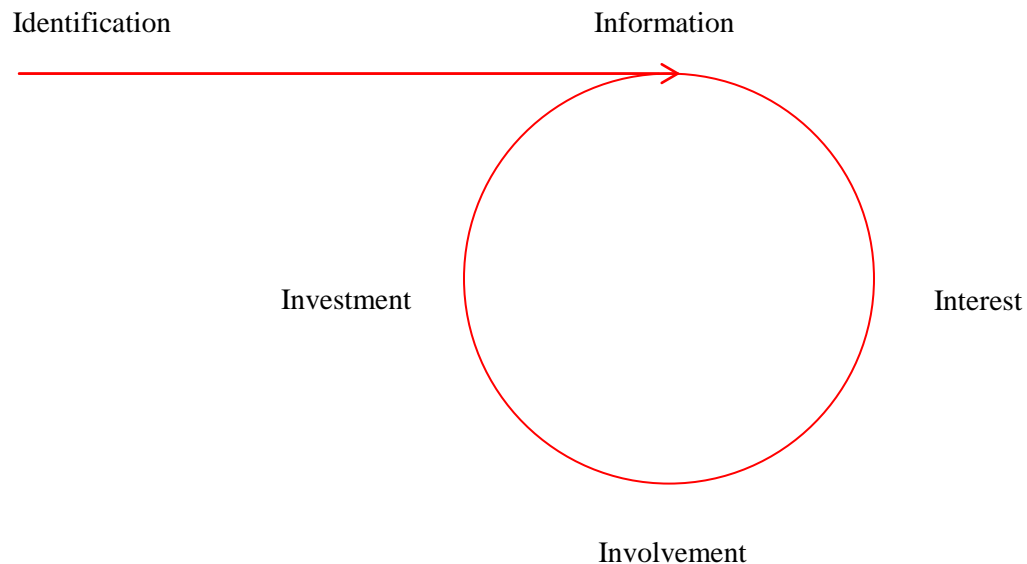 Identification
Information
Investment
Interest
Involvement